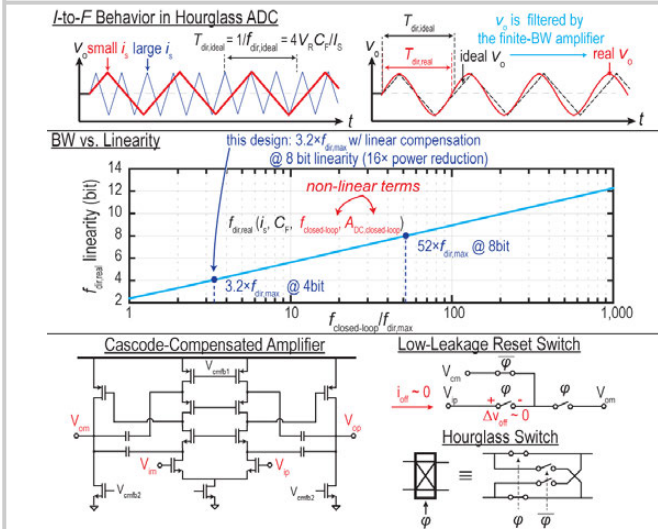 I-to-F Behavior in Hourglass ADC
v_o small i_s large i_s T_dir,ideal = 1/f_dir,ideal = 4V_R C_F/I_S
t
T_dir,ideal
v_o is filtered by
the finite-BW amplifier
v_o T_dir,real ideal v_o real v_o
t
BW vs. Linearity
this design: 3.2×f_dir,max w/ linear compensation
@ 8 bit linearity (16× power reduction)
f_dir,real linearity (bit)
14
12
10
8
6
4
2
non-linear terms
f_dir,real (i_s, C_F, f_closed-loop, A_DC,closed-loop)
52×f_dir,max @ 8bit
3.2×f_dir,max @ 4bit
1 10 100 1,000
f_closed-loop/f_dir,max
Cascode-Compensated Amplifier
V_cmfb1
V_om V_op
V_im V_ip
V_cmfb2 V_cmfb2
Low-Leakage Reset Switch
φ̅
V_cm
i_off ~ 0 V_ip + φ - φ V_om
Δv_off ~ 0
Hourglass Switch
≡
φ φ φ̅